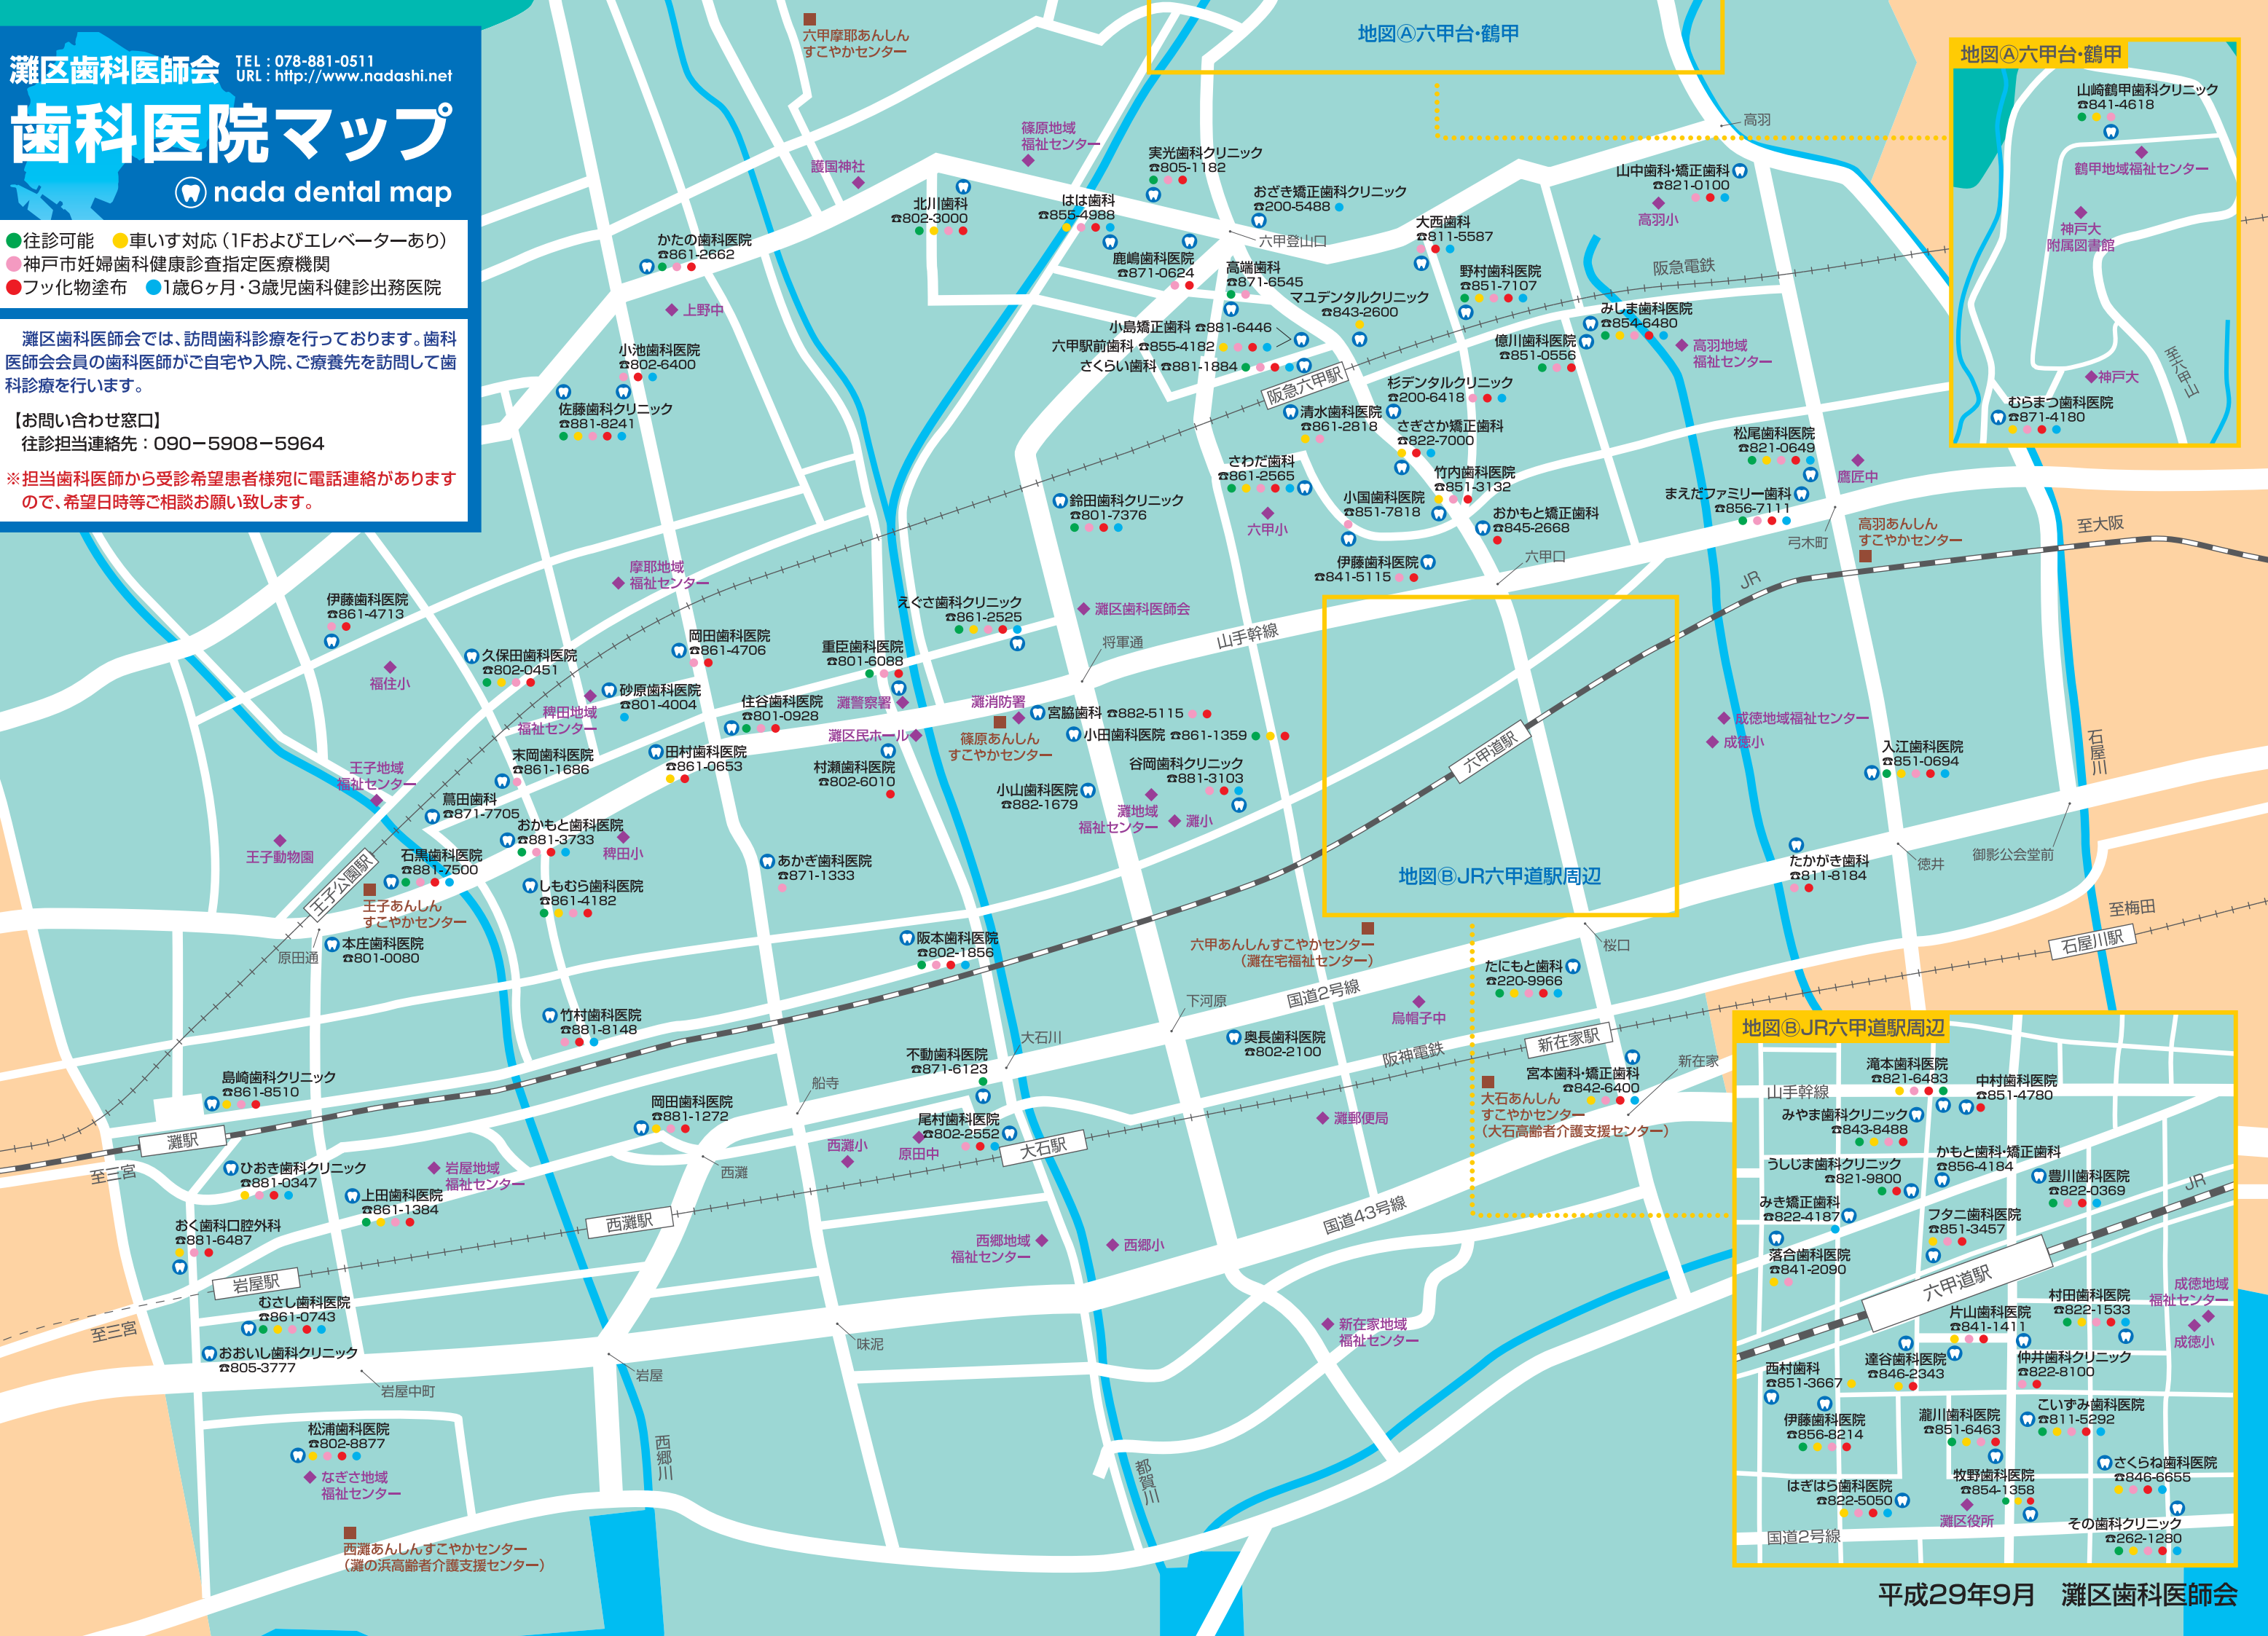 灘区歯科医師会
TEL : 078-881-0511
URL : http://www.nadashi.net
歯科医院マップ
nada dental map
往診可能 車いす対応（1Fおよびエレベーターあり）
神戸市妊婦歯科健康診査指定医療機関
フッ化物塗布 1歳6ヶ月・3歳児歯科健診出務医院
灘区歯科医師会では、訪問歯科診療を行っております。歯科
医師会会員の歯科医師がご自宅や入院、ご療養先を訪問して歯
科診療を行います。
【お問い合わせ窓口】
往診担当連絡先：090－5908－5964
※担当歯科医師から受診希望患者様宛に電話連絡があります
ので、希望日時等ご相談お願い致します。
六甲摩耶あんしん
すこやかセンター
地図Ⓐ六甲台・鶴甲
高羽
護国神社
篠原地域
福祉センター
実光歯科クリニック
☎805-1182
おざき矯正歯科クリニック
☎200-5488
山中歯科・矯正歯科
☎821-0100
高羽小
北川歯科
☎802-3000
はは歯科
☎855-4988
六甲登山口
大西歯科
☎811-5587
かたの歯科医院
☎861-2662
鹿嶋歯科医院
☎871-0624
高端歯科
☎871-6545
野村歯科医院
☎851-7107
阪急電鉄
上野中
マユデンタルクリニック
☎843-2600
みしま歯科医院
☎854-6480
小島矯正歯科 ☎881-6446
六甲駅前歯科 ☎855-4182
さくらい歯科 ☎881-1884
億川歯科医院
☎851-0556
高羽地域
福祉センター
小池歯科医院
☎802-6400
阪急六甲駅
杉デンタルクリニック
☎200-6418
佐藤歯科クリニック
☎881-8241
清水歯科医院
☎861-2818
さぎさか矯正歯科
☎822-7000
松尾歯科医院
☎821-0649
鷹匠中
さわだ歯科
☎861-2565
竹内歯科医院
☎851-3132
鈴田歯科クリニック
☎801-7376
六甲小
小国歯科医院
☎851-7818
おかもと矯正歯科
☎845-2668
まえだファミリー歯科
☎856-7111
高羽あんしん
すこやかセンター
弓木町
至大阪
摩耶地域
福祉センター
伊藤歯科医院
☎841-5115
六甲口
JR
伊藤歯科医院
☎861-4713
えぐさ歯科クリニック
☎861-2525
灘区歯科医師会
将軍通
山手幹線
岡田歯科医院
☎861-4706
重臣歯科医院
☎801-6088
久保田歯科医院
☎802-0451
福住小
砂原歯科医院
☎801-4004
稗田地域
福祉センター
住谷歯科医院
☎801-0928
灘警察署
灘消防署
宮脇歯科 ☎882-5115
灘区民ホール
篠原あんしん
すこやかセンター
小田歯科医院 ☎861-1359
成徳地域福祉センター
成徳小
石屋川
六甲道駅
入江歯科医院
☎851-0694
末岡歯科医院
☎861-1686
田村歯科医院
☎861-0653
村瀬歯科医院
☎802-6010
谷岡歯科クリニック
☎881-3103
小山歯科医院
☎882-1679
灘地域
福祉センター
灘小
王子地域
福祉センター
蔦田歯科
☎871-7705
おかもと歯科医院
☎881-3733
稗田小
王子動物園
石黒歯科医院
☎881-7500
王子公園駅
あかぎ歯科医院
☎871-1333
しもむら歯科医院
☎861-4182
地図ⒷJR六甲道駅周辺
たかがき歯科
☎811-8184
徳井
御影公会堂前
至梅田
石屋川駅
王子あんしん
すこやかセンター
本庄歯科医院
☎801-0080
原田通
阪本歯科医院
☎802-1856
六甲あんしんすこやかセンター
（灘在宅福祉センター）
桜口
たにもと歯科
☎220-9966
国道2号線
下河原
烏帽子中
竹村歯科医院
☎881-8148
大石川
不動歯科医院
☎871-6123
奥長歯科医院
☎802-2100
阪神電鉄
新在家駅
新在家
宮本歯科・矯正歯科
☎842-6400
大石あんしん
すこやかセンター
（大石高齢者介護支援センター）
島崎歯科クリニック
☎861-8510
船寺
岡田歯科医院
☎881-1272
尾村歯科医院
☎802-2552
灘郵便局
灘駅
至三宮
西灘小
原田中
大石駅
西灘
ひおき歯科クリニック
☎881-0347
岩屋地域
福祉センター
上田歯科医院
☎861-1384
おく歯科口腔外科
☎881-6487
西灘駅
国道43号線
西郷地域
福祉センター
西郷小
岩屋駅
至三宮
むさし歯科医院
☎861-0743
おおいし歯科クリニック
☎805-3777
岩屋中町
岩屋
味泥
新在家地域
福祉センター
松浦歯科医院
☎802-8877
なぎさ地域
福祉センター
西郷川
都賀川
西灘あんしんすこやかセンター
（灘の浜高齢者介護支援センター）
地図Ⓐ六甲台・鶴甲
山崎鶴甲歯科クリニック
☎841-4618
鶴甲地域福祉センター
神戸大
附属図書館
至六甲山
神戸大
むらまつ歯科医院
☎871-4180
地図ⒷJR六甲道駅周辺
滝本歯科医院
☎821-6483
中村歯科医院
☎851-4780
山手幹線
みやま歯科クリニック
☎843-8488
かもと歯科・矯正歯科
☎856-4184
うしじま歯科クリニック
☎821-9800
豊川歯科医院
☎822-0369
JR
みき矯正歯科
☎822-4187
フタニ歯科医院
☎851-3457
落合歯科医院
☎841-2090
六甲道駅
成徳地域
福祉センター
成徳小
村田歯科医院
☎822-1533
片山歯科医院
☎841-1411
西村歯科
☎851-3667
達谷歯科医院
☎846-2343
仲井歯科クリニック
☎822-8100
伊藤歯科医院
☎856-8214
瀧川歯科医院
☎851-6463
こいずみ歯科医院
☎811-5292
さくらね歯科医院
☎846-6655
はぎはら歯科医院
☎822-5050
牧野歯科医院
☎854-1358
灘区役所
その歯科クリニック
☎262-1280
国道2号線
平成29年9月 灘区歯科医師会